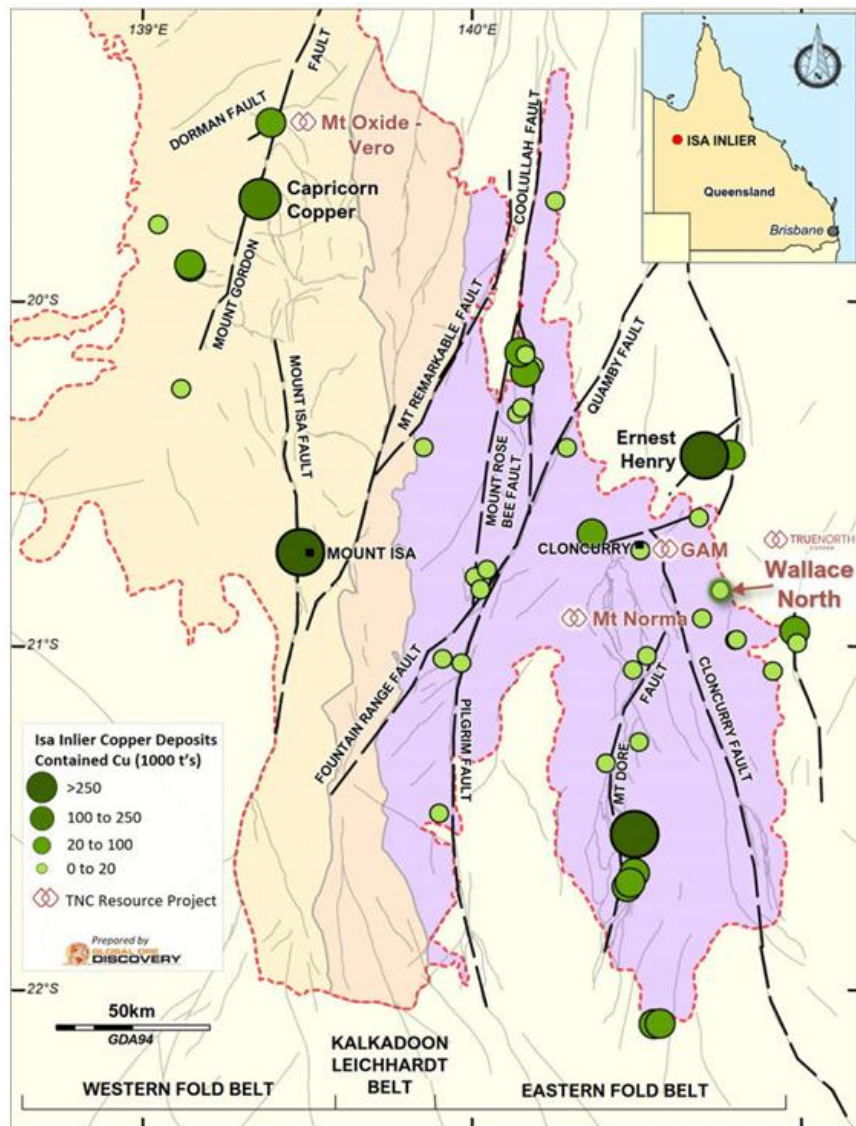 139°E
140°E
FAULT
DORMAN FAULT
Mt Oxide -
Vero
Capricorn
Copper
MOUNT GORDON
COOLULLAH FAULT
N
ISA INLIER
Queensland
Brisbane
20°S
MT REMARKABLE FAULT
MOUNT ISA FAULT
QUAMBY FAULT
MOUNT ROSE
BEE FAULT
Ernest
Henry
MOUNT ISA
CLONCURRY
GAM
TRUENORTH
COPPER
Wallace
North
Mt Norma
21°S
FOUNTAIN RANGE FAULT
PILGRIM FAULT
MT DORE
FAULT
CLONCURRY FAULT
Isa Inlier Copper Deposits
Contained Cu (1000 t's)
>250
100 to 250
20 to 100
0 to 20
TNC Resource Project
Prepared by
GLOBAL ORE
DISCOVERY
22°S
50km
GDA94
WESTERN FOLD BELT
KALKADOON
LEICHHARDT
BELT
EASTERN FOLD BELT